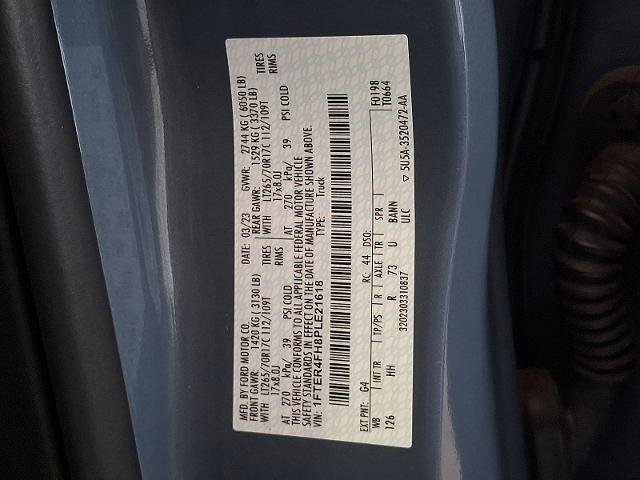 MFD. BY FORD MOTOR CO. DATE: 03/23 GVWR: 2744 KG ( 6050 LB)
FRONT GAWR: 1420 KG ( 3130 LB) REAR GAWR: 1529 KG ( 3370 LB)
WITH LT265/70R17C 112/109T TIRES WITH LT265/70R17C 112/109T TIRES
17x8.0J RIMS 17x8.0J RIMS
AT 270 kPa/ 39 PSI COLD AT 270 kPa/ 39 PSI COLD
THIS VEHICLE CONFORMS TO ALL APPLICABLE FEDERAL MOTOR VEHICLE
SAFETY STANDARDS IN EFFECT ON THE DATE OF MANUFACTURE SHOWN ABOVE.
VIN: 1FTER4FH8PLE21618 TYPE: Truck
F0198
T0664
EXT PNT: G4 RC: 44 DSO:
WB INT TR TP/PS R AXLE TR SPR
126 HH R 73 U BANN
ULC
3202303310837 ▽ 5U5A-3520472-AA